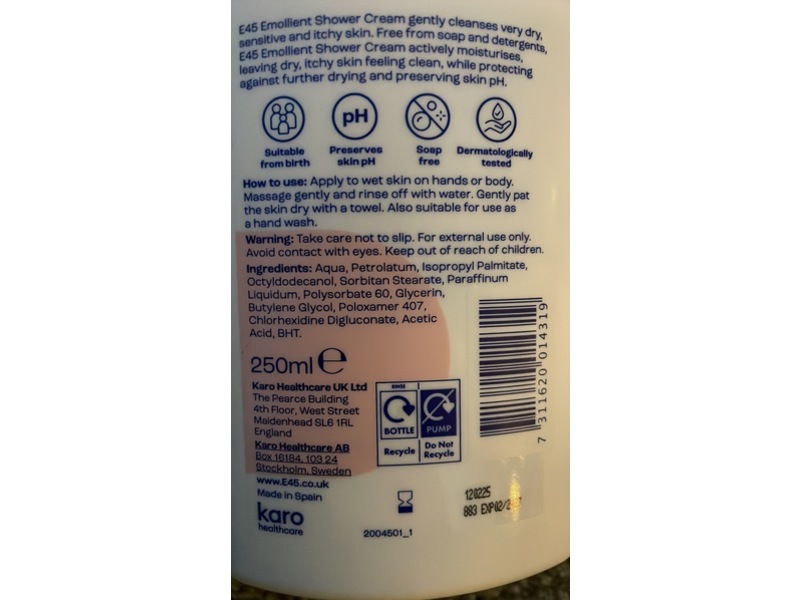 E45 Emollient Shower Cream gently cleanses very dry,
sensitive and itchy skin. Free from soap and detergents,
E45 Emollient Shower Cream actively moisturises,
leaving dry, itchy skin feeling clean, while protecting
against further drying and preserving skin pH.
pH
Suitable from birth
Preserves skin pH
Soap free
Dermatologically tested
How to use: Apply to wet skin on hands or body.
Massage gently and rinse off with water. Gently pat
the skin dry with a towel. Also suitable for use as
a hand wash.
Warning: Take care not to slip. For external use only.
Avoid contact with eyes. Keep out of reach of children.
Ingredients: Aqua, Petrolatum, Isopropyl Palmitate,
Octyldodecanol, Sorbitan Stearate, Paraffinum
Liquidum, Polysorbate 60, Glycerin,
Butylene Glycol, Poloxamer 407,
Chlorhexidine Digluconate, Acetic
Acid, BHT.
250ml e
Karo Healthcare UK Ltd
The Pearce Building
4th Floor, West Street
Maidenhead SL6 1RL
England
Karo Healthcare AB
Box 16184, 103 24
Stockholm, Sweden
www.E45.co.uk
Made in Spain
karo
healthcare
RINSE
BOTTLE
PUMP
Recycle
Do Not
Recycle
7 311620 014319
2004501_1
120225
883 EXP02/